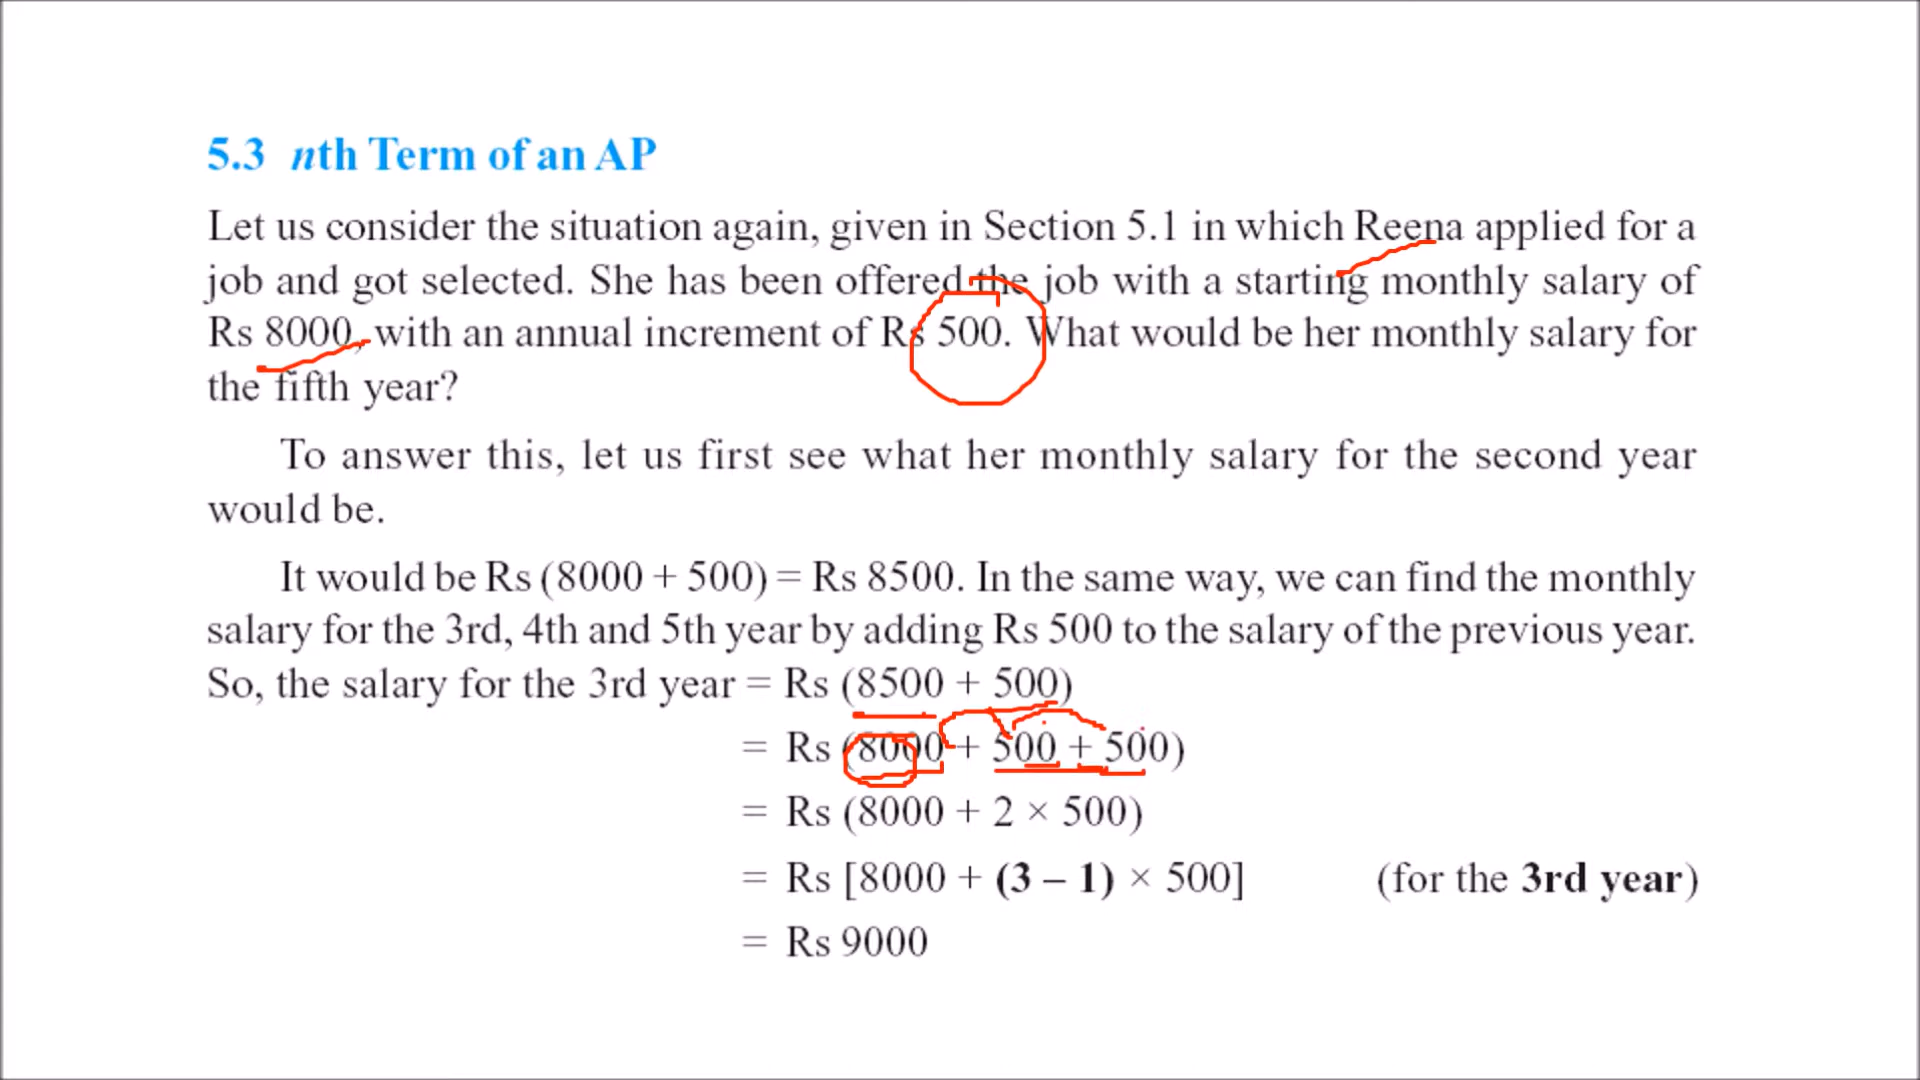 5.3 nth Term of an AP
Let us consider the situation again, given in Section 5.1 in which Reena applied for a
job and got selected. She has been offered the job with a starting monthly salary of
Rs 8000, with an annual increment of Rs 500. What would be her monthly salary for
the fifth year?
To answer this, let us first see what her monthly salary for the second year
would be.
It would be Rs (8000 + 500) = Rs 8500. In the same way, we can find the monthly
salary for the 3rd, 4th and 5th year by adding Rs 500 to the salary of the previous year.
So, the salary for the 3rd year = Rs (8500 + 500)
= Rs (8000 + 500 + 500)
= Rs (8000 + 2 × 500)
= Rs [8000 + (3 – 1) × 500] (for the 3rd year)
= Rs 9000